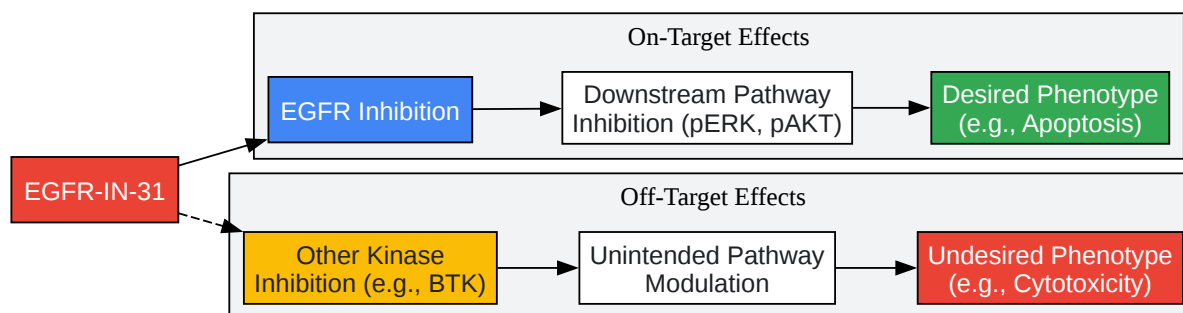 On-Target Effects
EGFR Inhibition
Downstream Pathway
Inhibition (pERK, pAKT)
Desired Phenotype
(e.g., Apoptosis)
EGFR-IN-31
Off-Target Effects
Other Kinase
Inhibition (e.g., BTK)
Unintended Pathway
Modulation
Undesired Phenotype
(e.g., Cytotoxicity)